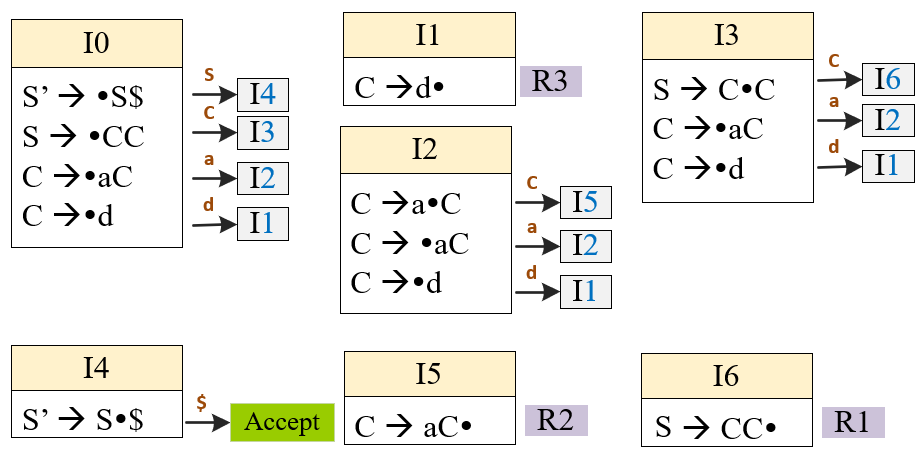 I0
S’ → •S$
S → •CC
C → •aC
C → •d
S
I4
C
I3
a
I2
d
I1
I1
C → d•
R3
I2
C → a•C
C → •aC
C → •d
C
I5
a
I2
d
I1
I3
S → C•C
C → •aC
C → •d
C
I6
a
I2
d
I1
I4
S’ → S•$
$
Accept
I5
C → aC•
R2
I6
S → CC•
R1